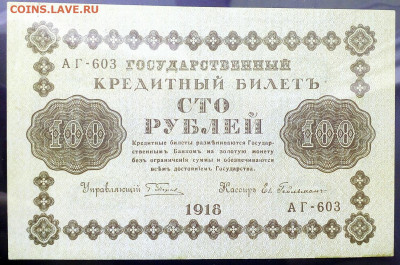 COINS.LAVE.RU
АГ-603 ГОСУДАРСТВЕННЫЙ
КРЕДИТНЫЙ БИЛЕТЪ
СТО
РУБЛЕЙ
100 100
Кредитные билеты размѣниваются Государ-
ственнымъ Банкомъ на золотую монету
безъ ограниченія суммы и обезпечиваются
всѣмъ достояніемъ Государства.
Управляющій Кассиръ
1918 АГ-603